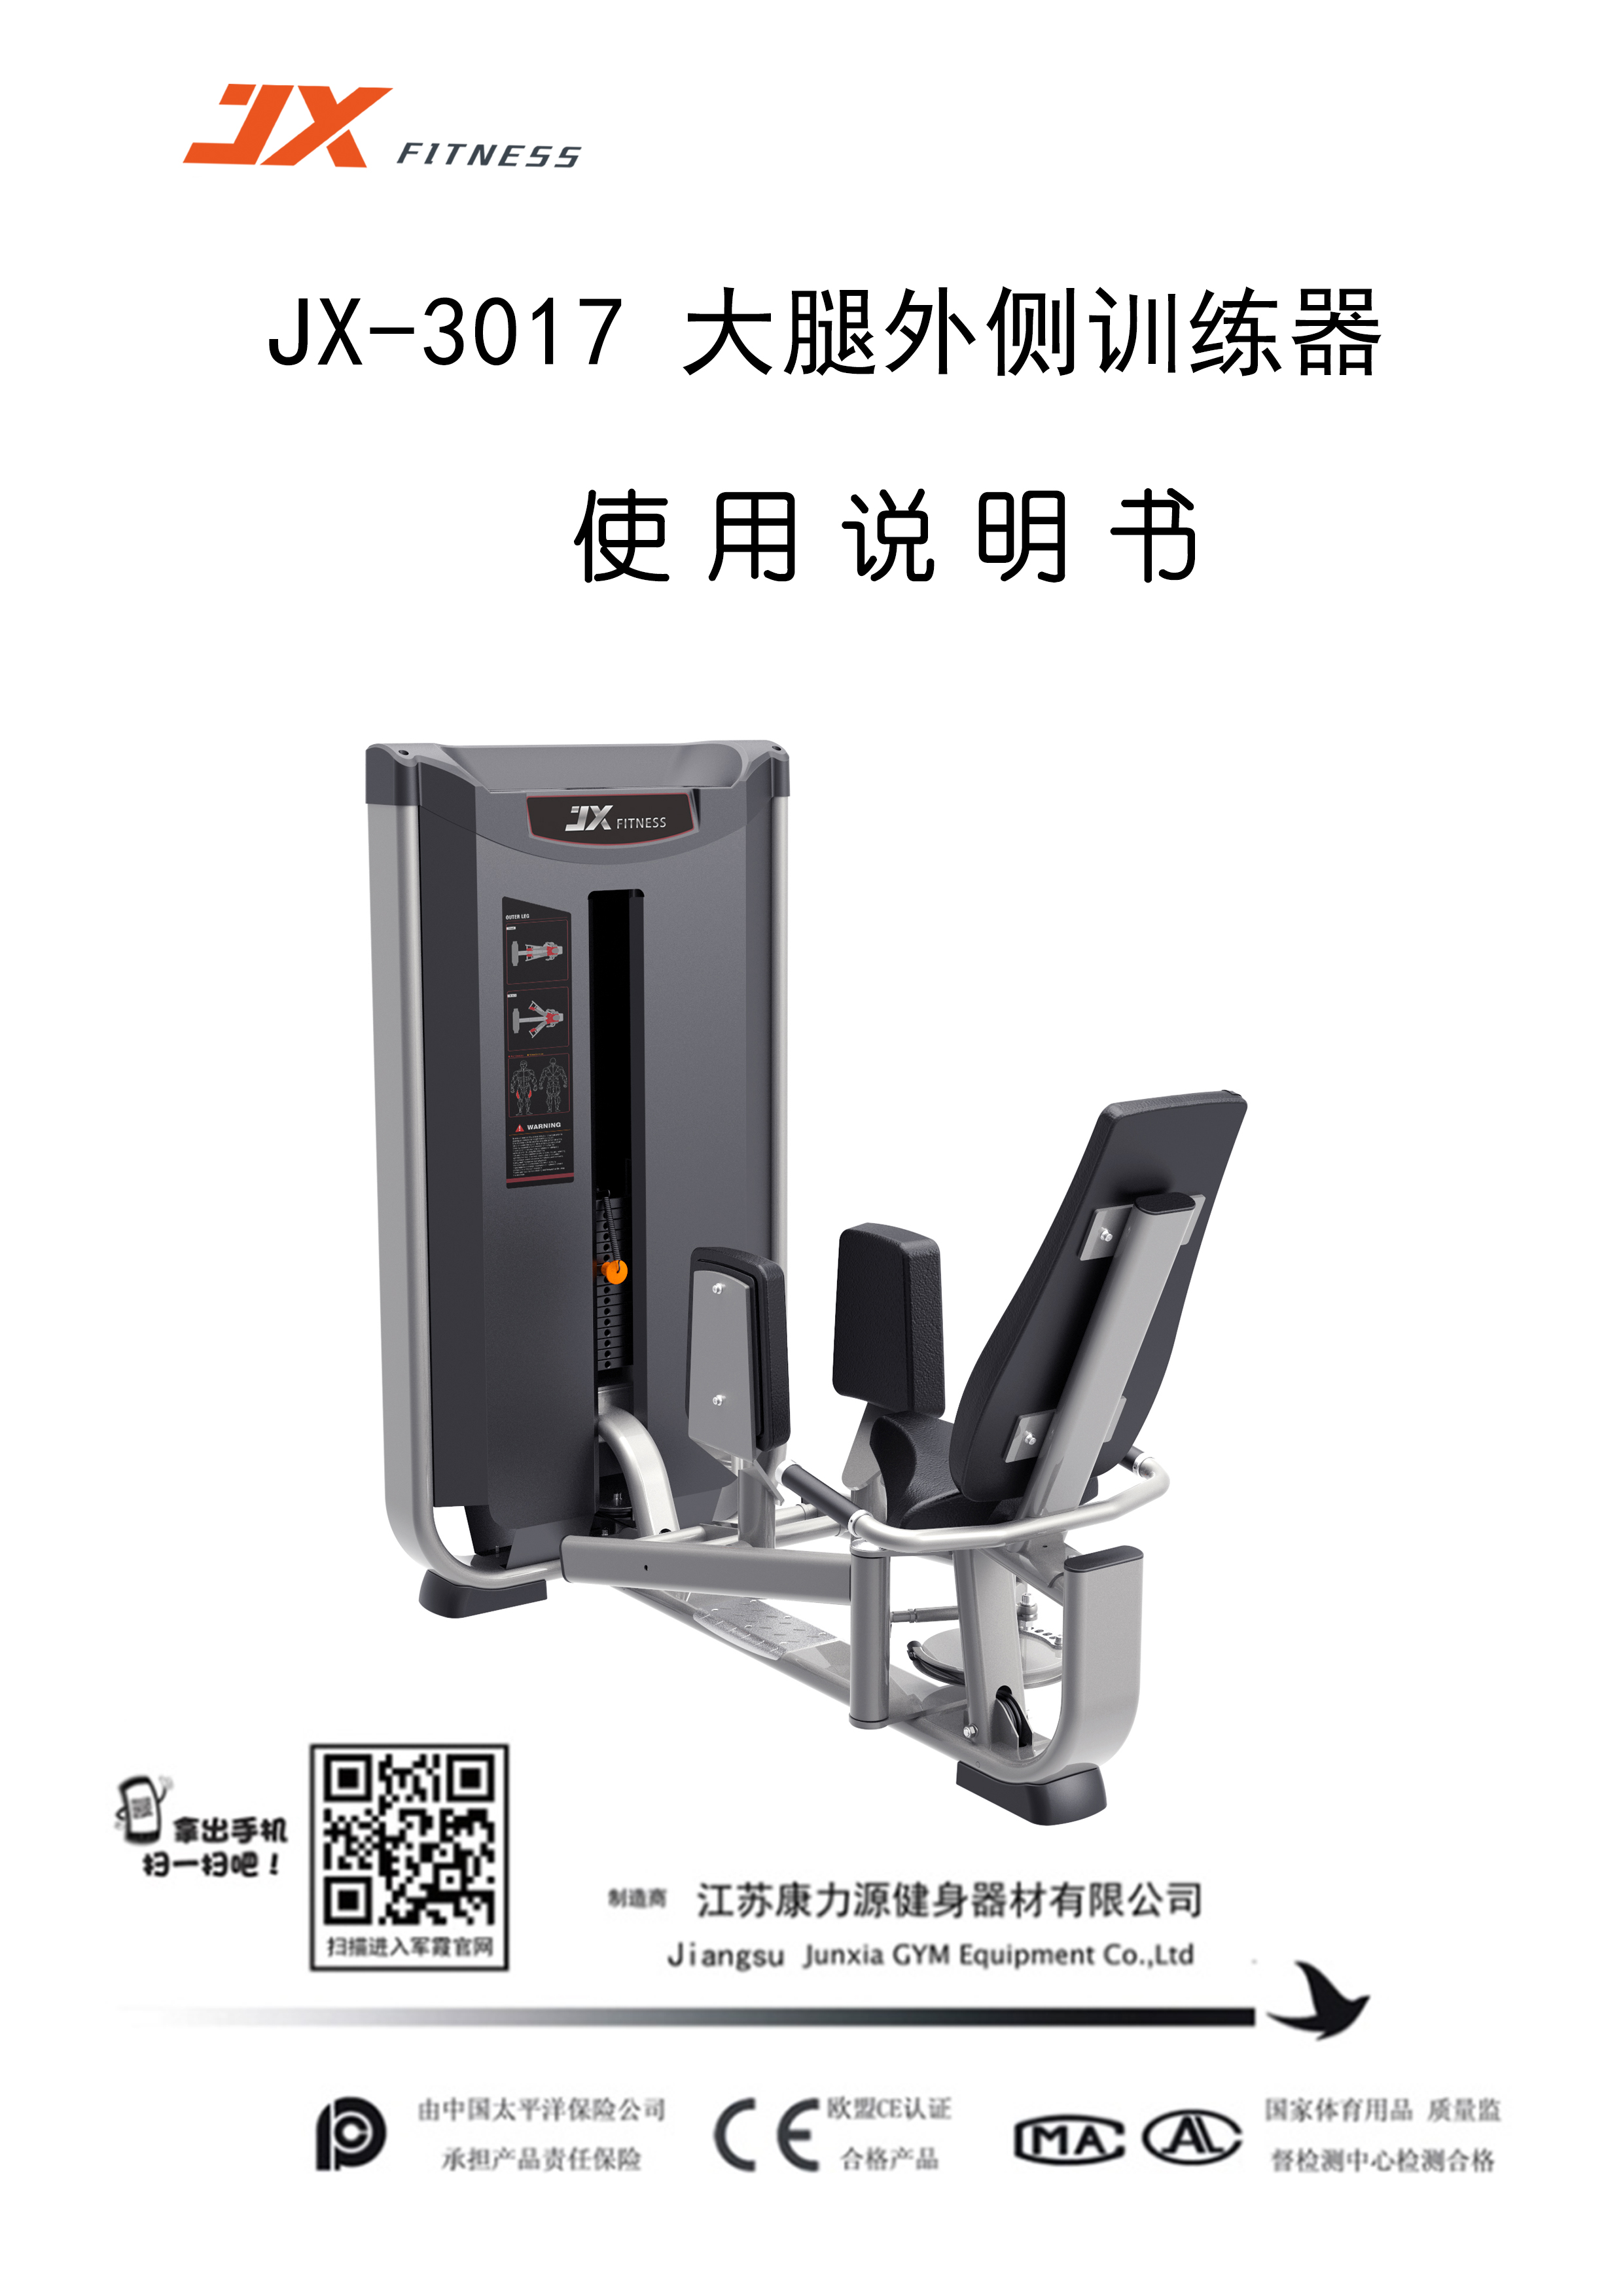 JX FITNESS
JX-3017 大腿外侧训练器
使用说明书
JX FITNESS
OUTER LEG
WARNING
拿出手机
扫一扫吧！
扫描进入军霞官网
制造商 江苏康力源健身器材有限公司
Jiangsu Junxia GYM Equipment Co.,Ltd
由中国太平洋保险公司
承担产品责任保险
CE 欧盟CE认证
合格产品
MA AL 国家体育用品 质量监
督检测中心检测合格